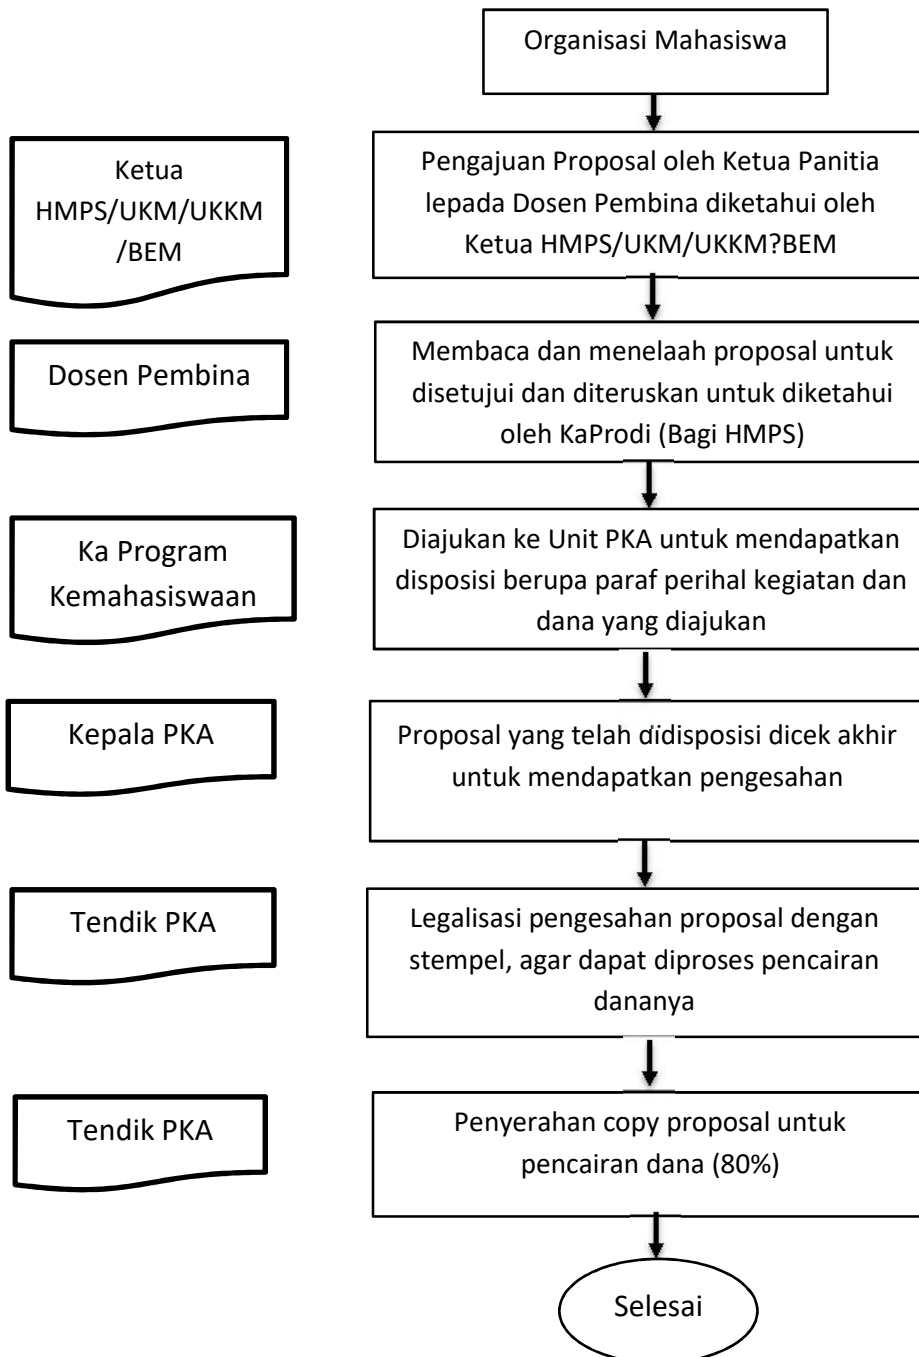 Organisasi Mahasiswa
Ketua
HMPS/UKM/UKKM
/BEM
Pengajuan Proposal oleh Ketua Panitia
lepada Dosen Pembina diketahui oleh
Ketua HMPS/UKM/UKKM?BEM
Dosen Pembina
Membaca dan menelaah proposal untuk
disetujui dan diteruskan untuk diketahui
oleh KaProdi (Bagi HMPS)
Ka Program
Kemahasiswaan
Diajukan ke Unit PKA untuk mendapatkan
disposisi berupa paraf perihal kegiatan dan
dana yang diajukan
Kepala PKA
Proposal yang telah didisposisi dicek akhir
untuk mendapatkan pengesahan
Tendik PKA
Legalisasi pengesahan proposal dengan
stempel, agar dapat diproses pencairan
dananya
Tendik PKA
Penyerahan copy proposal untuk
pencairan dana (80%)
Selesai